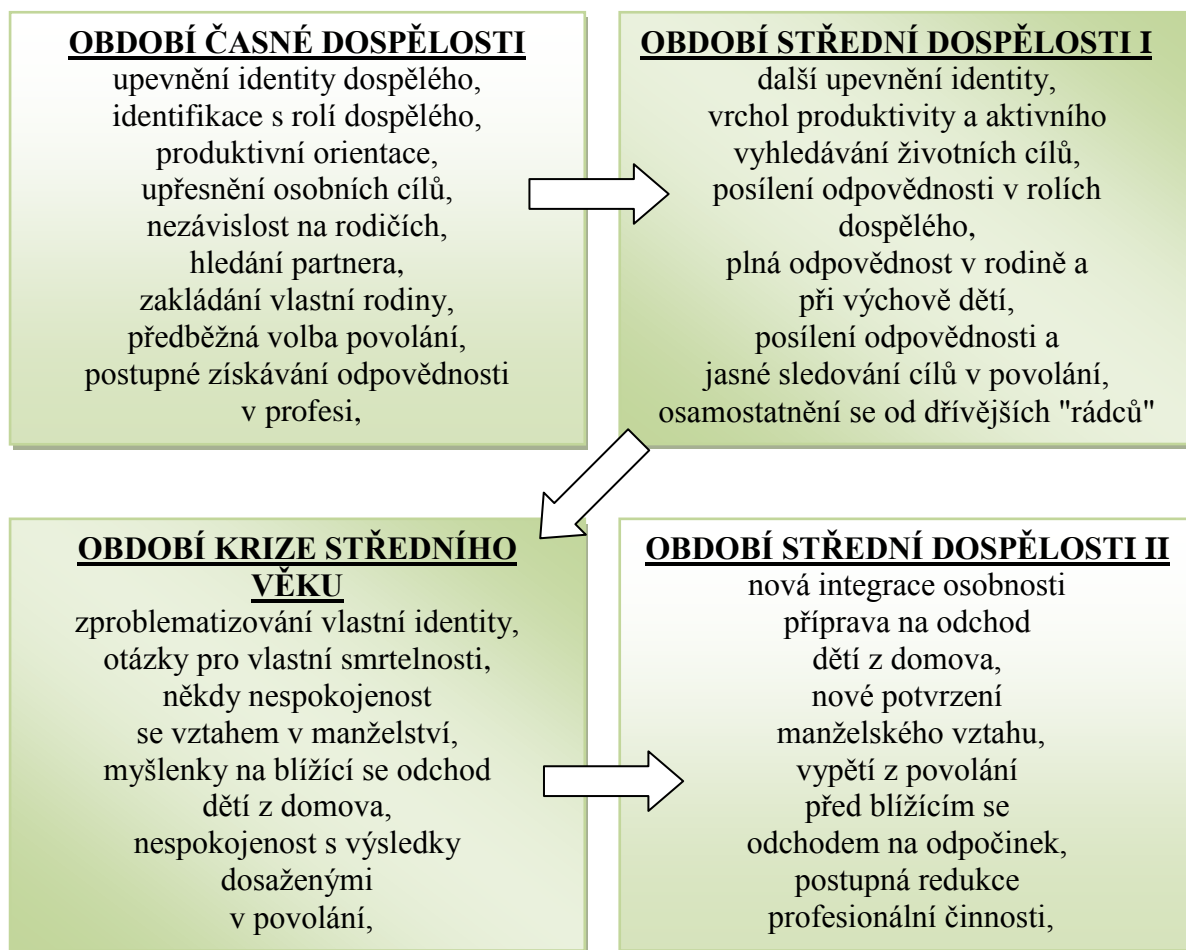 OBDOBÍ ČASNÉ DOSPĚLOSTI
upevnění identity dospělého,
identifikace s rolí dospělého,
produktivní orientace,
upřesnění osobních cílů,
nezávislost na rodičích,
hledání partnera,
zakládání vlastní rodiny,
předběžná volba povolání,
postupné získávání odpovědnosti
v profesi,
OBDOBÍ STŘEDNÍ DOSPĚLOSTI I
další upevnění identity,
vrchol produktivity a aktivního
vyhledávání životních cílů,
posílení odpovědnosti v rolích
dospělého,
plná odpovědnost v rodině a
při výchově dětí,
posílení odpovědnosti a
jasné sledování cílů v povolání,
osamostatnění se od dřívějších "rádců"
OBDOBÍ KRIZE STŘEDNÍHO
VĚKU
zproblematizování vlastní identity,
otázky pro vlastní smrtelnosti,
někdy nespokojenost
se vztahem v manželství,
myšlenky na blížící se odchod
dětí z domova,
nespokojenost s výsledky
dosaženými
v povolání,
OBDOBÍ STŘEDNÍ DOSPĚLOSTI II
nová integrace osobnosti
příprava na odchod
dětí z domova,
nové potvrzení
manželského vztahu,
vypětí z povolání
před blížícím se
odchodem na odpočinek,
postupná redukce
profesionální činnosti,